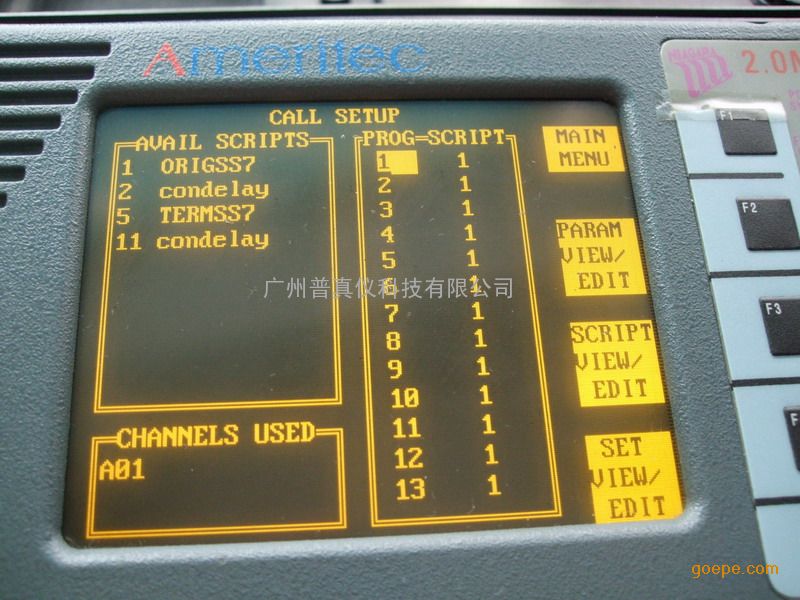 Ameritec
NIAGARA
2.0M
CALL SETUP
AVAIL SCRIPTS
1 ORIGSS7
2 condelay
5 TERMSS7
11 condelay
PROG=SCRIPT
1 1
2 1
3 1
4 1
5 1
6 1
7 1
8 1
9 1
10 1
11 1
12 1
13 1
CHANNELS USED
A01
MAIN
MENU
PARAM
VIEW/
EDIT
SCRIPT
VIEW/
EDIT
SET
VIEW/
EDIT
F1
F2
F3
广州普真仪科技有限公司
goepe.com